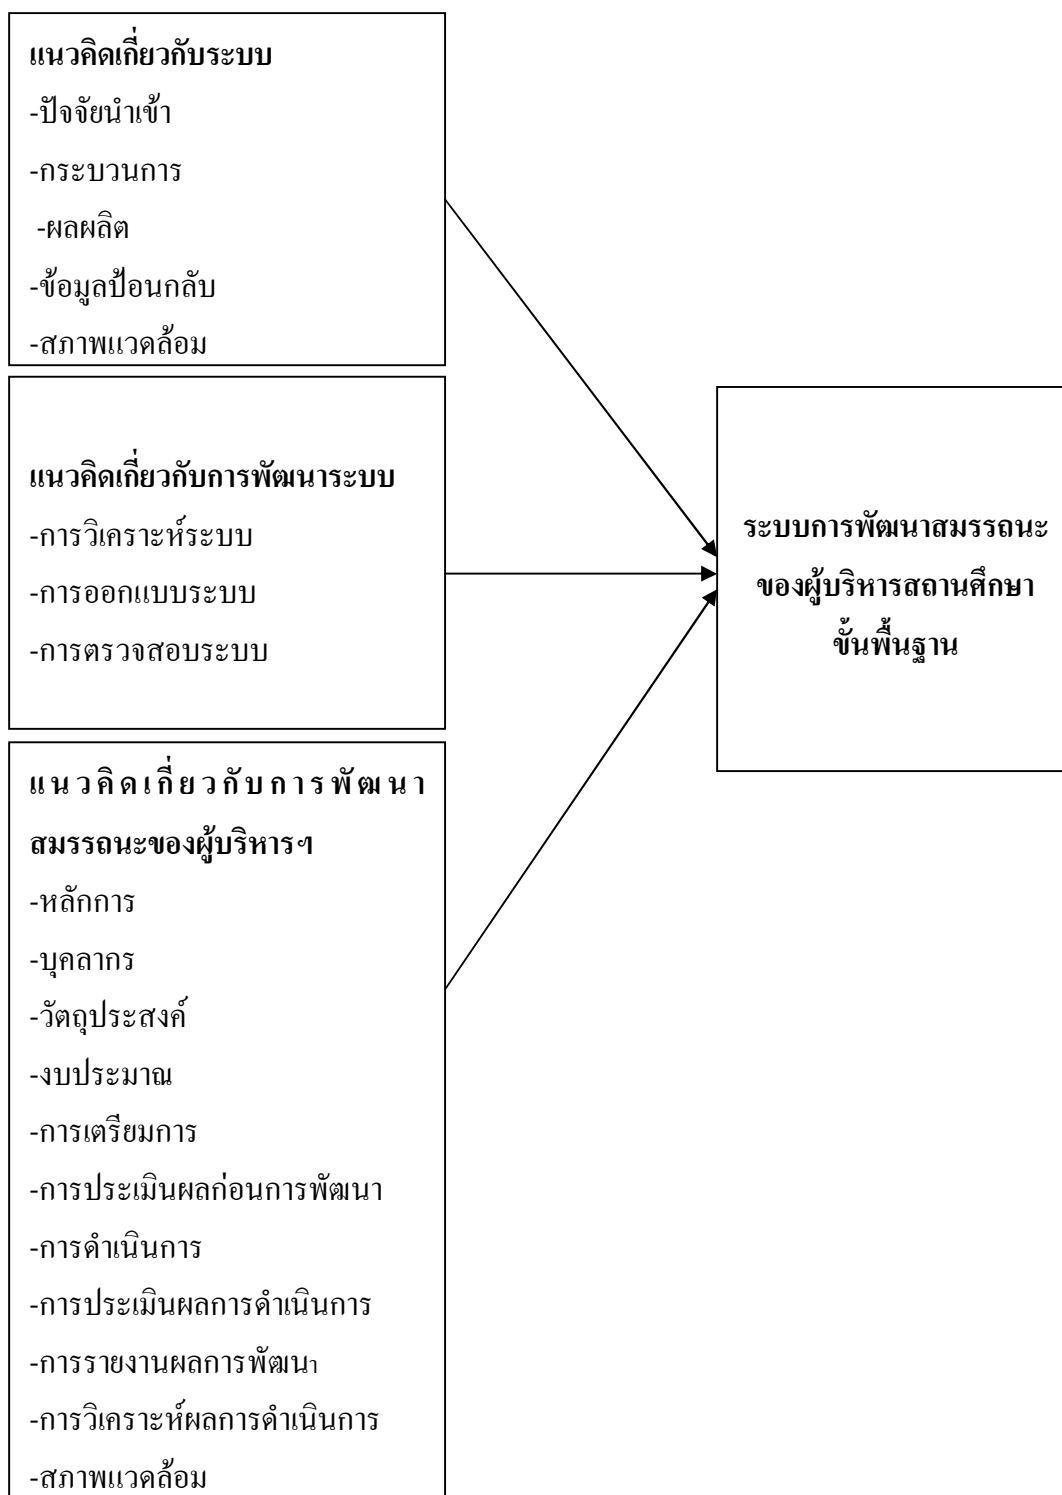 แนวคิดเกี่ยวกับระบบ
-ปัจจัยนำเข้า
-กระบวนการ
-ผลผลิต
-ข้อมูลป้อนกลับ
-สภาพแวดล้อม
แนวคิดเกี่ยวกับการพัฒนาระบบ
-การวิเคราะห์ระบบ
-การออกแบบระบบ
-การตรวจสอบระบบ
แนวคิดเกี่ยวกับการพัฒนา
สมรรถนะของผู้บริหารฯ
-หลักการ
-บุคลากร
-วัตถุประสงค์
-งบประมาณ
-การเตรียมการ
-การประเมินผลก่อนการพัฒนา
-การดำเนินการ
-การประเมินผลการดำเนินการ
-การรายงานผลการพัฒนา
-การวิเคราะห์ผลการดำเนินการ
-สภาพแวดล้อม
ระบบการพัฒนาสมรรถนะ
ของผู้บริหารสถานศึกษา
ขั้นพื้นฐาน